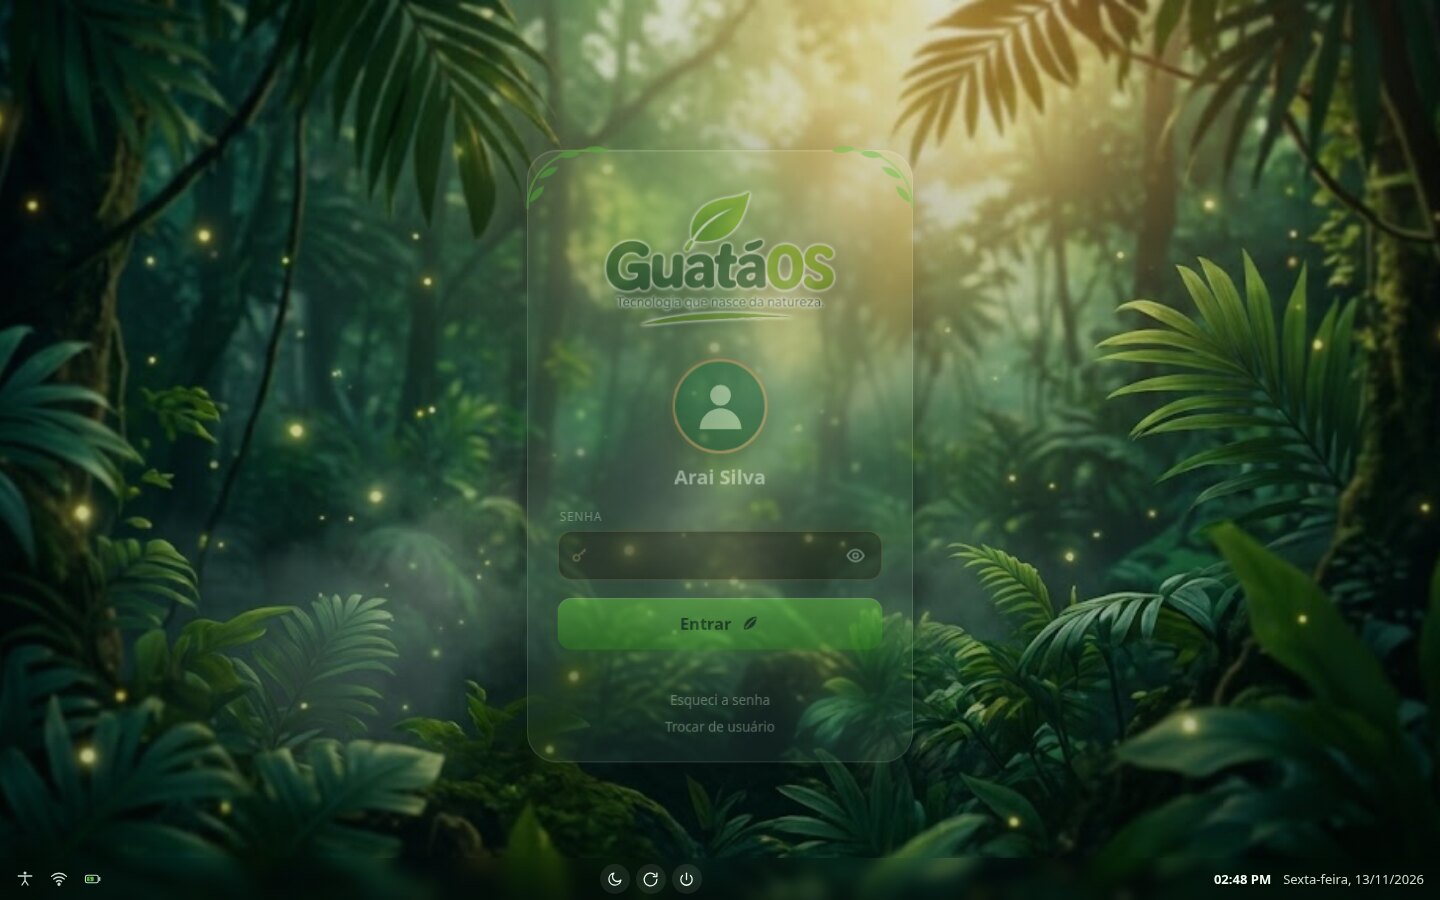 GuatáOS
Tecnologia que nasce da natureza.
Arai Silva
SENHA
Entrar
Esqueci a senha
Trocar de usuário
02:48 PM Sexta-feira, 13/11/2026